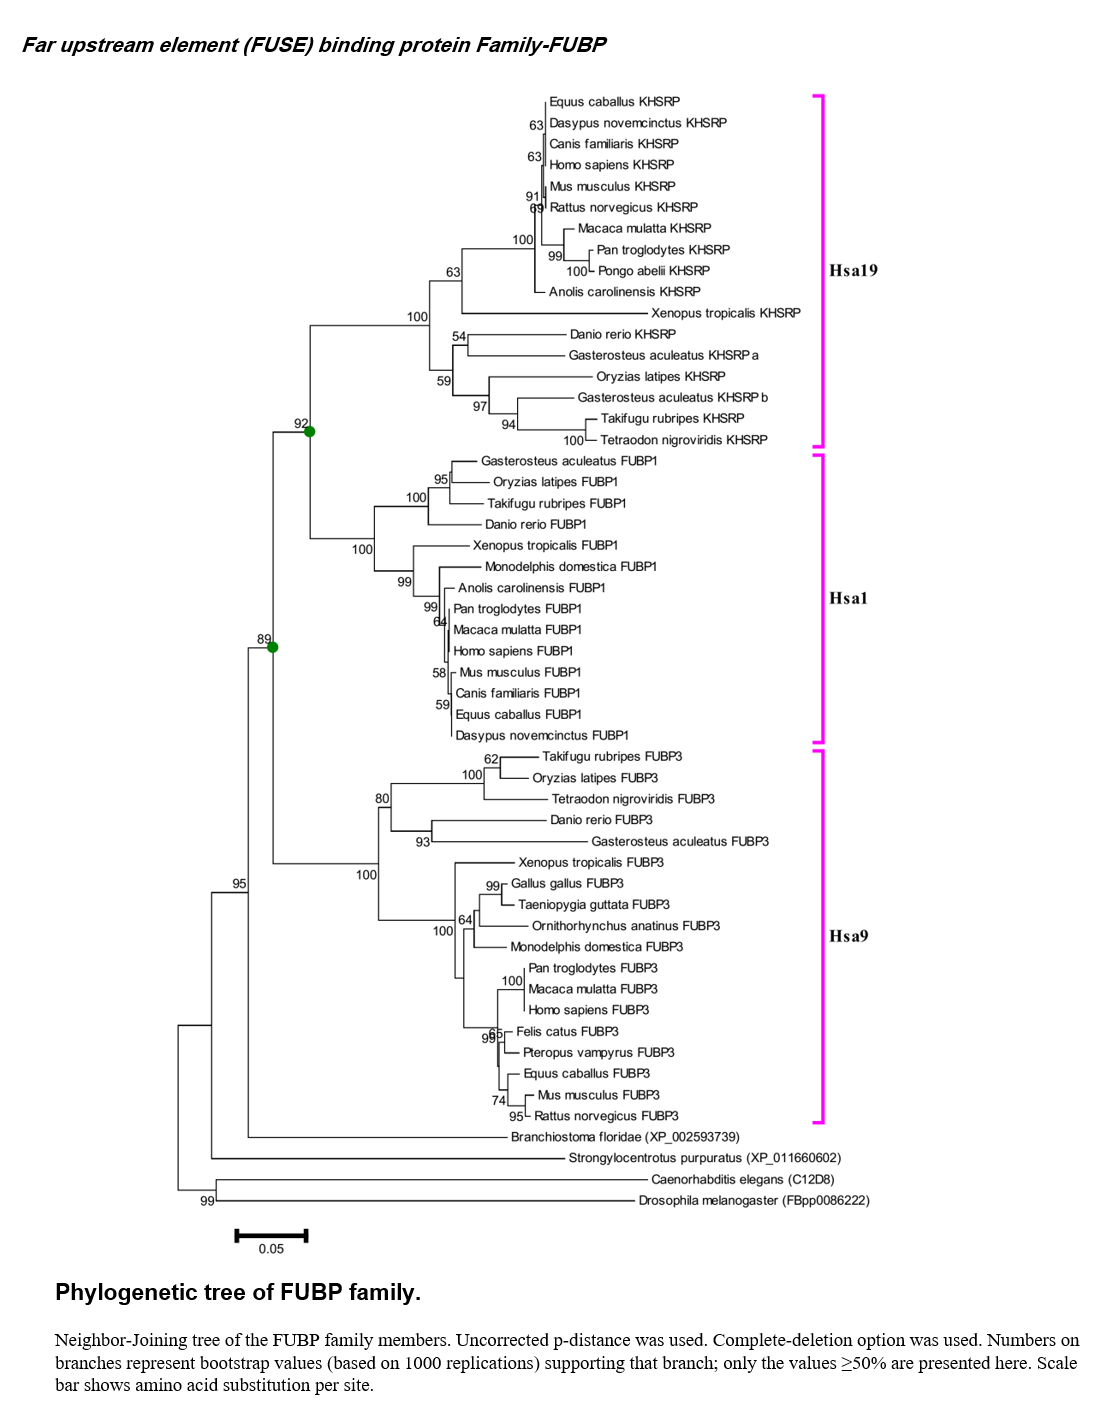 Far upstream element (FUSE) binding protein Family-FUBP
Equus caballus KHSRP
63
Dasypus novemcinctus KHSRP
Canis familiaris KHSRP
63
Homo sapiens KHSRP
Mus musculus KHSRP
91
69
Rattus norvegicus KHSRP
Macaca mulatta KHSRP
100
Pan troglodytes KHSRP
99
100
Pongo abelii KHSRP
Hsa19
63
Anolis carolinensis KHSRP
Xenopus tropicalis KHSRP
100
Danio rerio KHSRP
54
Gasterosteus aculeatus KHSRP a
59
Oryzias latipes KHSRP
Gasterosteus aculeatus KHSRP b
97
Takifugu rubripes KHSRP
94
92
100
Tetraodon nigroviridis KHSRP
Gasterosteus aculeatus FUBP1
95
Oryzias latipes FUBP1
100
Takifugu rubripes FUBP1
Danio rerio FUBP1
100
Xenopus tropicalis FUBP1
Monodelphis domestica FUBP1
99
Anolis carolinensis FUBP1
Hsa1
99
Pan troglodytes FUBP1
64
Macaca mulatta FUBP1
89
Homo sapiens FUBP1
58
Mus musculus FUBP1
Canis familiaris FUBP1
59
Equus caballus FUBP1
Dasypus novemcinctus FUBP1
62
Takifugu rubripes FUBP3
100
Oryzias latipes FUBP3
80
Tetraodon nigroviridis FUBP3
Danio rerio FUBP3
93
Gasterosteus aculeatus FUBP3
Xenopus tropicalis FUBP3
100
95
99
Gallus gallus FUBP3
Taeniopygia guttata FUBP3
64
100
Ornithorhynchus anatinus FUBP3
Hsa9
Monodelphis domestica FUBP3
Pan troglodytes FUBP3
100
Macaca mulatta FUBP3
Homo sapiens FUBP3
65
99
Felis catus FUBP3
Pteropus vampyrus FUBP3
Equus caballus FUBP3
74
Mus musculus FUBP3
95
Rattus norvegicus FUBP3
Branchiostoma floridae (XP_002593739)
Strongylocentrotus purpuratus (XP_011660602)
Caenorhabditis elegans (C12D8)
99
Drosophila melanogaster (FBpp0086222)
0.05
Phylogenetic tree of FUBP family.
Neighbor-Joining tree of the FUBP family members. Uncorrected p-distance was used. Complete-deletion option was used. Numbers on
branches represent bootstrap values (based on 1000 replications) supporting that branch; only the values ≥50% are presented here. Scale
bar shows amino acid substitution per site.